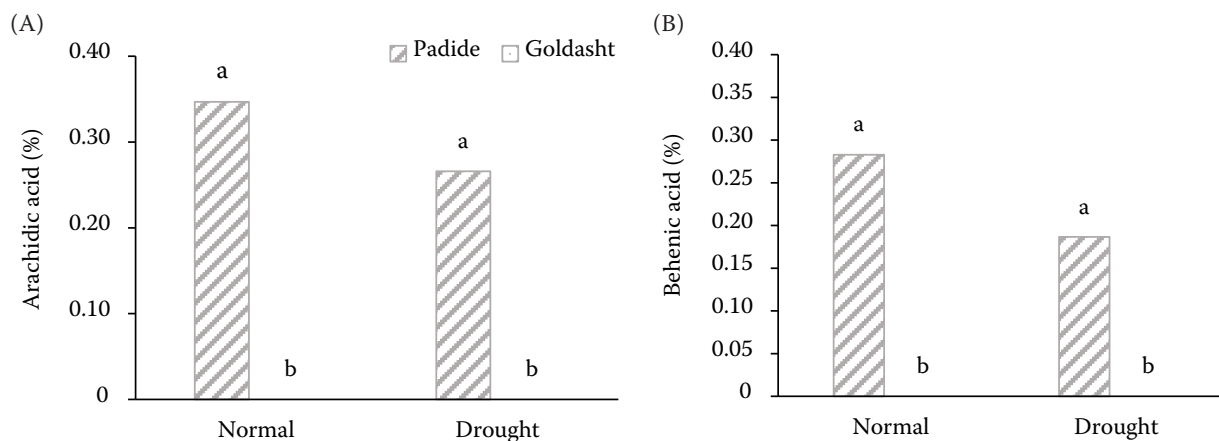 (A)
Padide Goldasht
Arachidic acid (%)
0.40
0.30
0.20
0.10
0
a
b
a
b
Normal Drought
(B)
Behenic acid (%)
0.40
0.35
0.30
0.25
0.20
0.15
0.10
0.05
0
a
b
a
b
Normal Drought